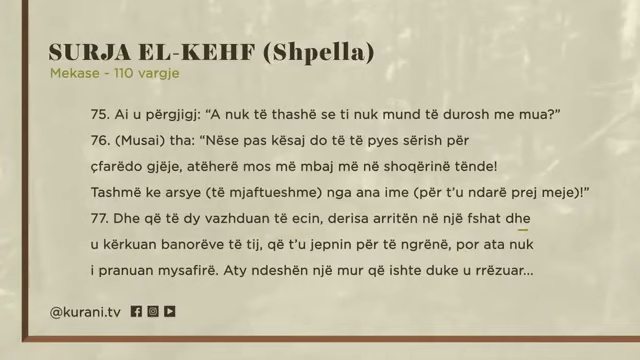 SURJA EL-KEHF (Shpella)
Mekase - 110 vargje
75. Ai u përgjigj: “A nuk të thashë se ti nuk mund të durosh me mua?”
76. (Musai) tha: “Nëse pas kësaj do të të pyes sërish për
çfarëdo gjëje, atëherë mos më mbaj më në shoqërinë tënde!
Tashmë ke arsye (të mjaftueshme) nga ana ime (për t’u ndarë prej meje)!”
77. Dhe që të dy vazhduan të ecin, derisa arritën në një fshat dhe
u kërkuan banorëve të tij, që t’u jepnin për të ngrënë, por ata nuk
i pranuan mysafirë. Aty ndeshën një mur që ishte duke u rrëzuar...
@kurani.tv